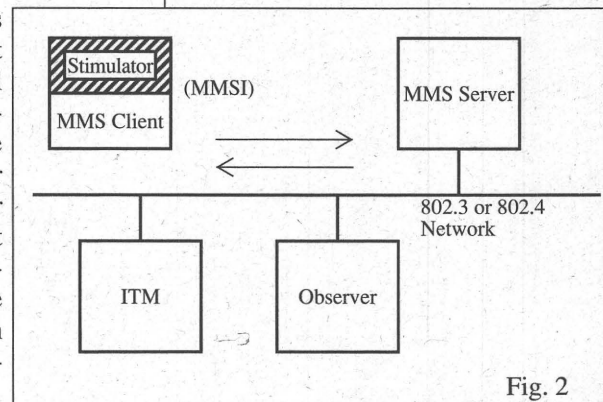 Stimulator
MMS Client
(MMSI)
MMS Server
802.3 or 802.4
Network
ITM
Observer
Fig. 2